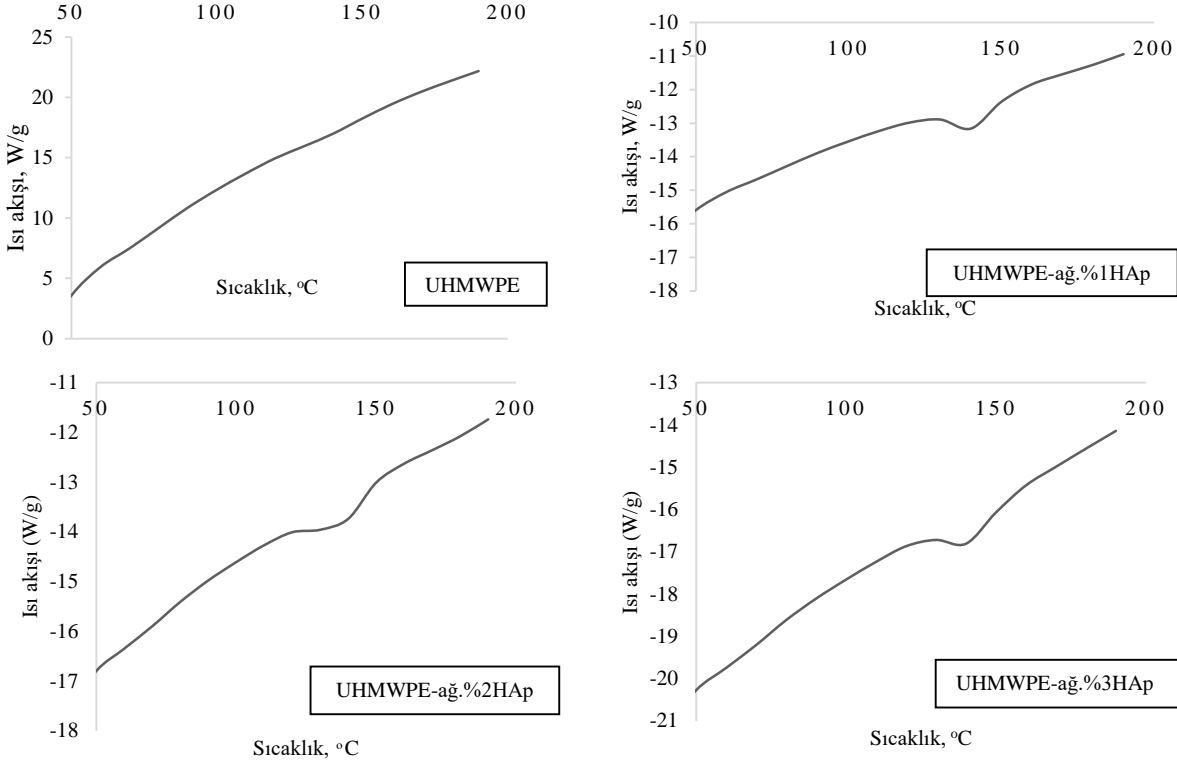 50 100 150 200
25
20
15
10
5
0
Isı akışı, W/g
Sıcaklık, ºC
UHMWPE
-10
-11
-12
-13
-14
-15
-16
-17
-18
50 100 150 200
Isı akışı, W/g
UHMWPE-ağ.%1HAp
Sıcaklık, ºC
-11
-12
-13
-14
-15
-16
-17
-18
50 100 150 200
Isı akışı (W/g)
UHMWPE-ağ.%2HAp
Sıcaklık, ºC
-13
-14
-15
-16
-17
-18
-19
-20
-21
50 100 150 200
Isı akışı (W/g)
UHMWPE-ağ.%3HAp
Sıcaklık, ºC